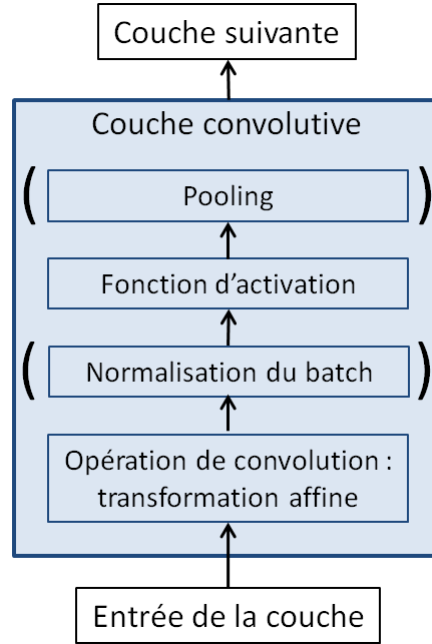 Couche suivante
Couche convolutive
( Pooling )
Fonction d'activation
( Normalisation du batch )
Opération de convolution :
transformation affine
Entrée de la couche